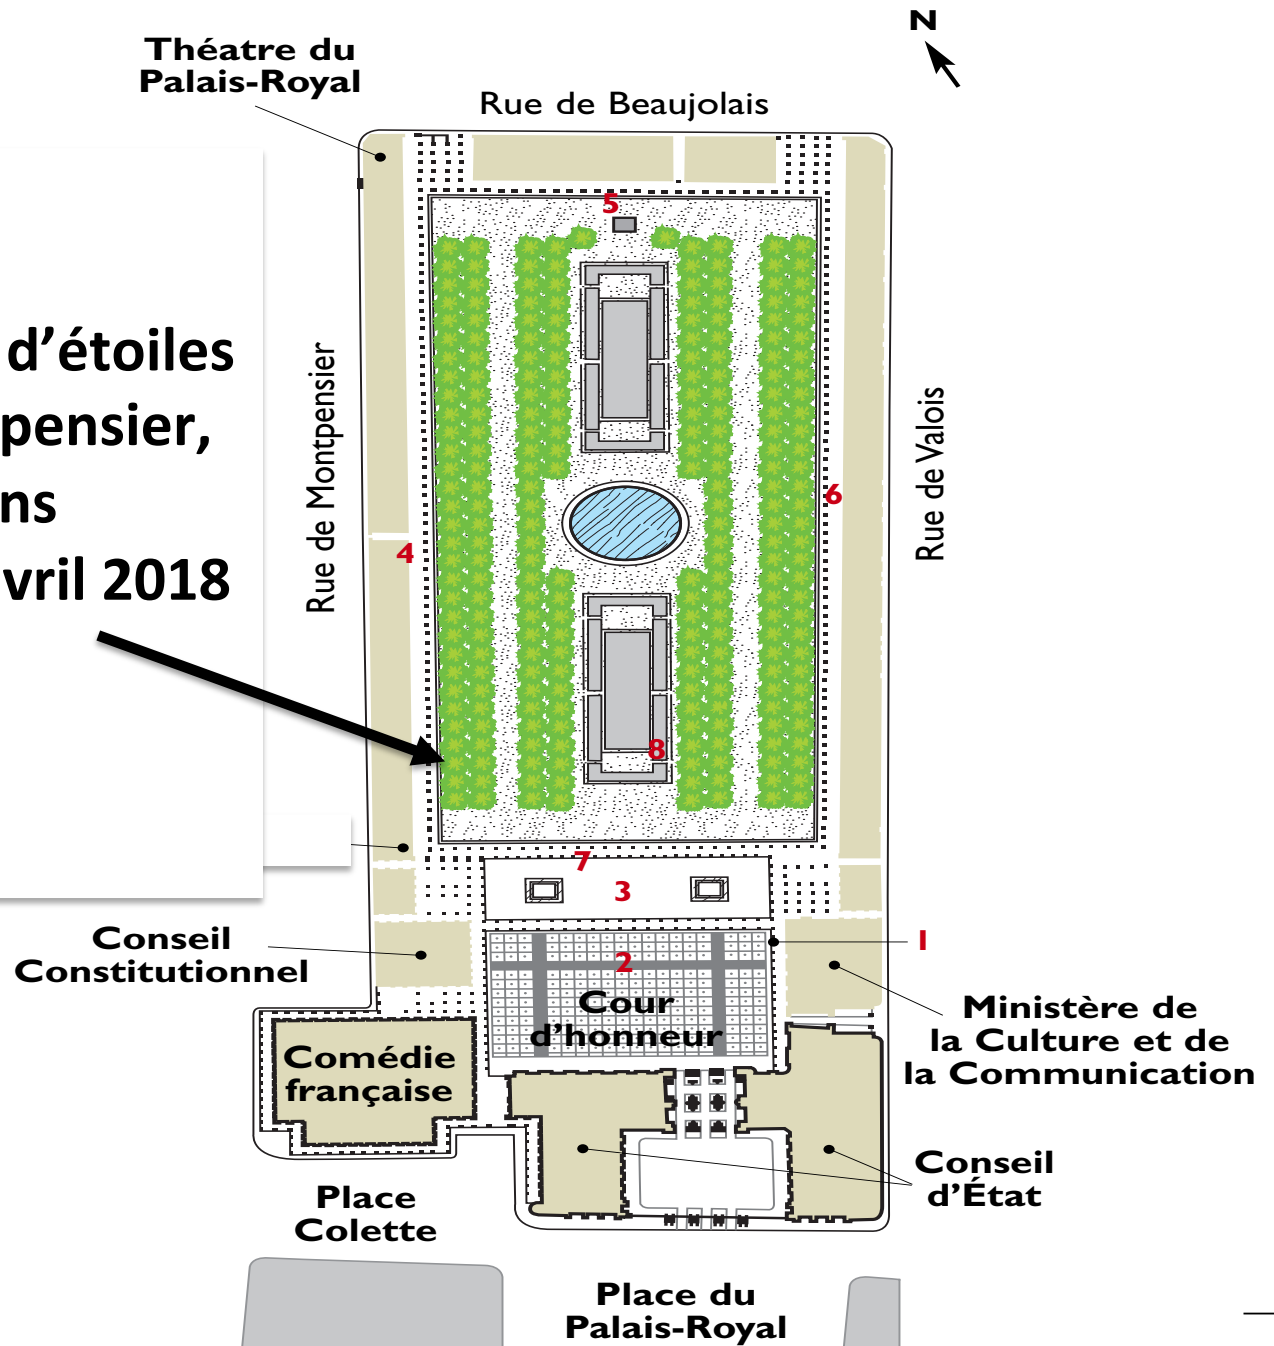 N
Théatre du
Palais-Royal
Rue de Beaujolais
d’étoiles
pensier,
ns
vril 2018
Rue de Montpensier
Rue de Valois
5
6
4
8
7
3
1
2
Conseil
Constitutionnel
Cour
d’honneur
Ministère de
la Culture et de
la Communication
Comédie
française
Conseil
d’État
Place
Colette
Place du
Palais-Royal